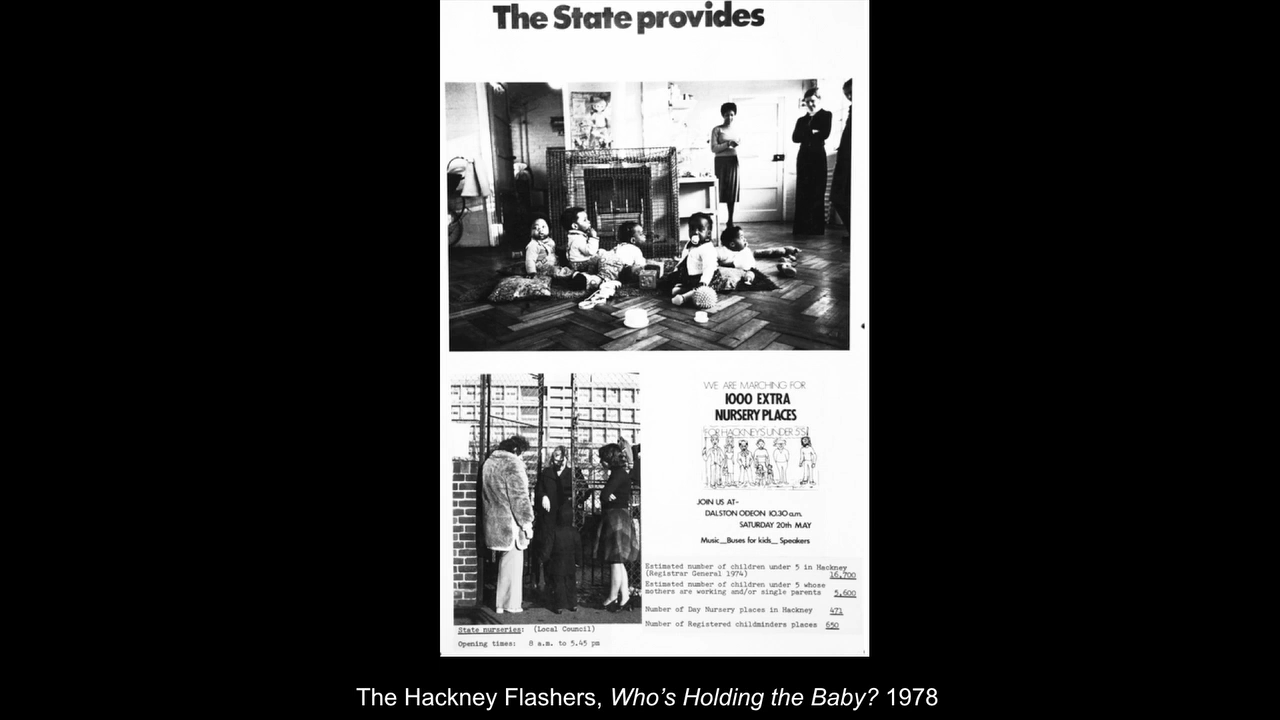 The State provides
WE ARE MARCHING FOR
1000 EXTRA
NURSERY PLACES
FOR HACKNEY'S UNDER 5'S
JOIN US AT-
DALSTON ODEON 10.30 a.m.
SATURDAY 20th MAY
Music__Buses for kids__ Speakers
Estimated number of children under 5 in Hackney
(Registrar General 1974) 16,700
Estimated number of children under 5 whose
mothers are working and/or single parents 5,600
Number of Day Nursery places in Hackney 471
Number of Registered childminders places 650
State nurseries: (Local Council)
Opening times: 8 a.m. to 5.45 pm
The Hackney Flashers, Who's Holding the Baby? 1978